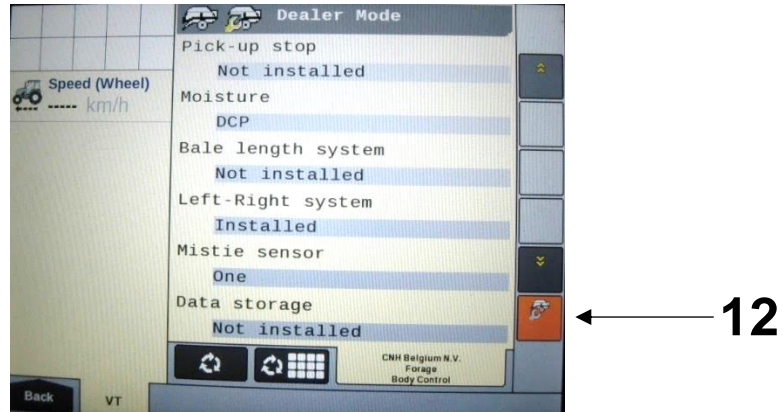 Dealer Mode
Pick-up stop
Not installed
Speed (Wheel)
----- km/h
Moisture
DCP
Bale length system
Not installed
Left-Right system
Installed
Mistie sensor
One
Data storage
Not installed
12
CNH Belgium N.V.
Forage
Body Control
Back
VT